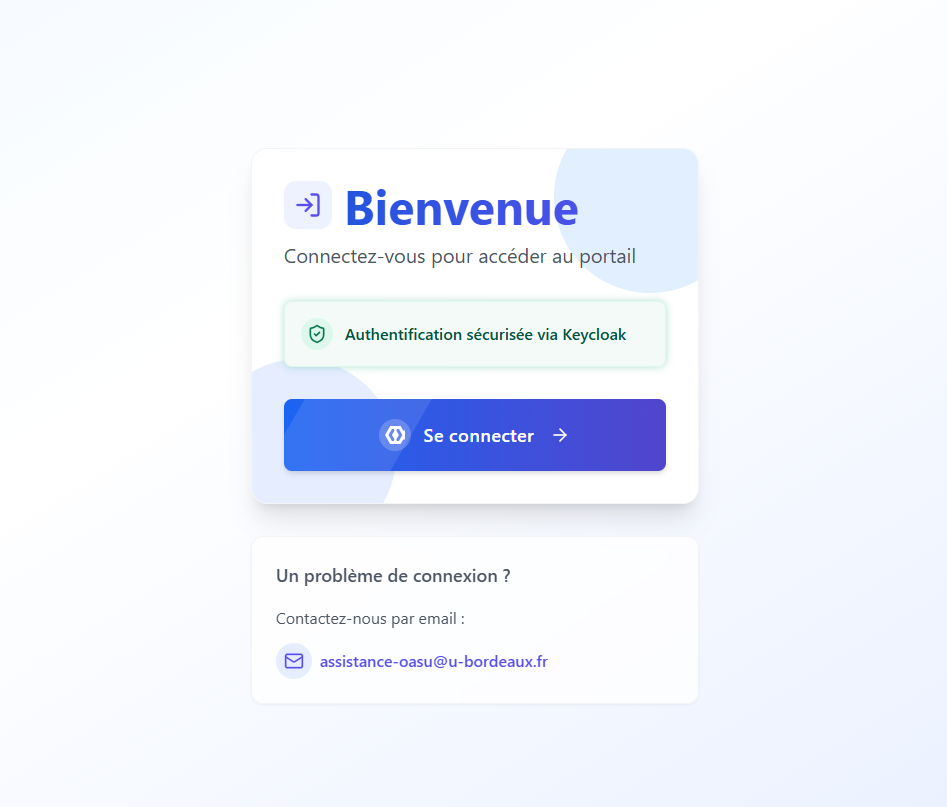 Bienvenue
Connectez-vous pour accéder au portail
Authentification sécurisée via Keycloak
Se connecter
Un problème de connexion ?
Contactez-nous par email :
assistance-oasu@u-bordeaux.fr